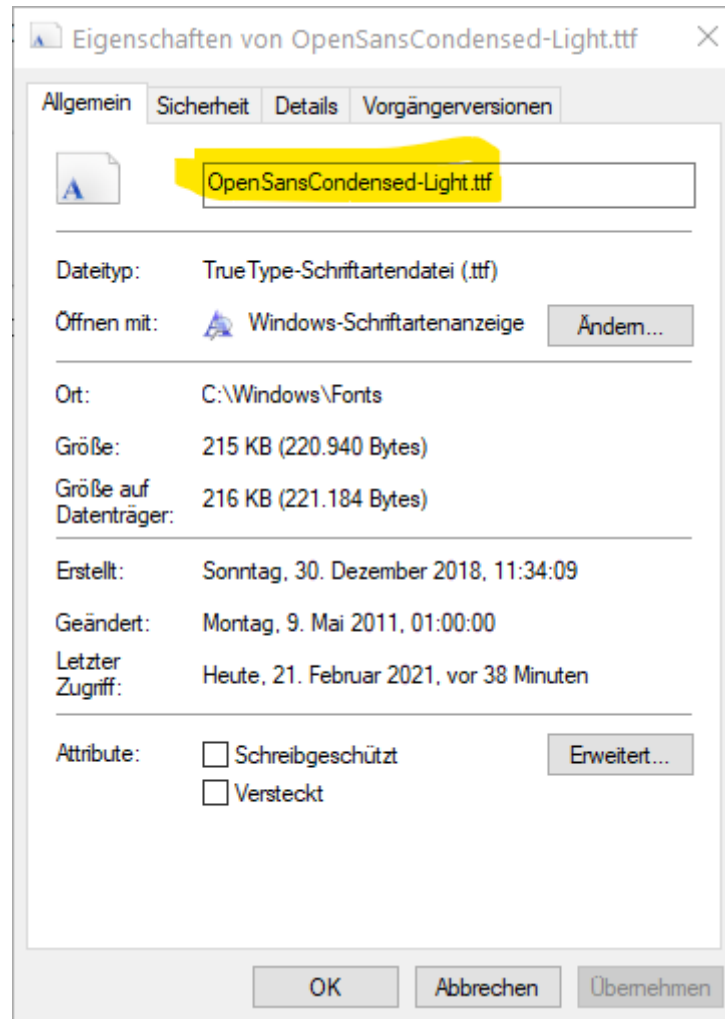 Eigenschaften von OpenSansCondensed-Light.ttf
Allgemein Sicherheit Details Vorgängerversionen
OpenSansCondensed-Light.ttf
Dateityp: TrueType-Schriftartendatei (.ttf)
Öffnen mit: Windows-Schriftartenanzeige Ändern...
Ort: C:\Windows\Fonts
Größe: 215 KB (220.940 Bytes)
Größe auf
Datenträger: 216 KB (221.184 Bytes)
Erstellt: Sonntag, 30. Dezember 2018, 11:34:09
Geändert: Montag, 9. Mai 2011, 01:00:00
Letzter
Zugriff: Heute, 21. Februar 2021, vor 38 Minuten
Attribute: Schreibgeschützt Erweitert...
Versteckt
OK Abbrechen Übernehmen